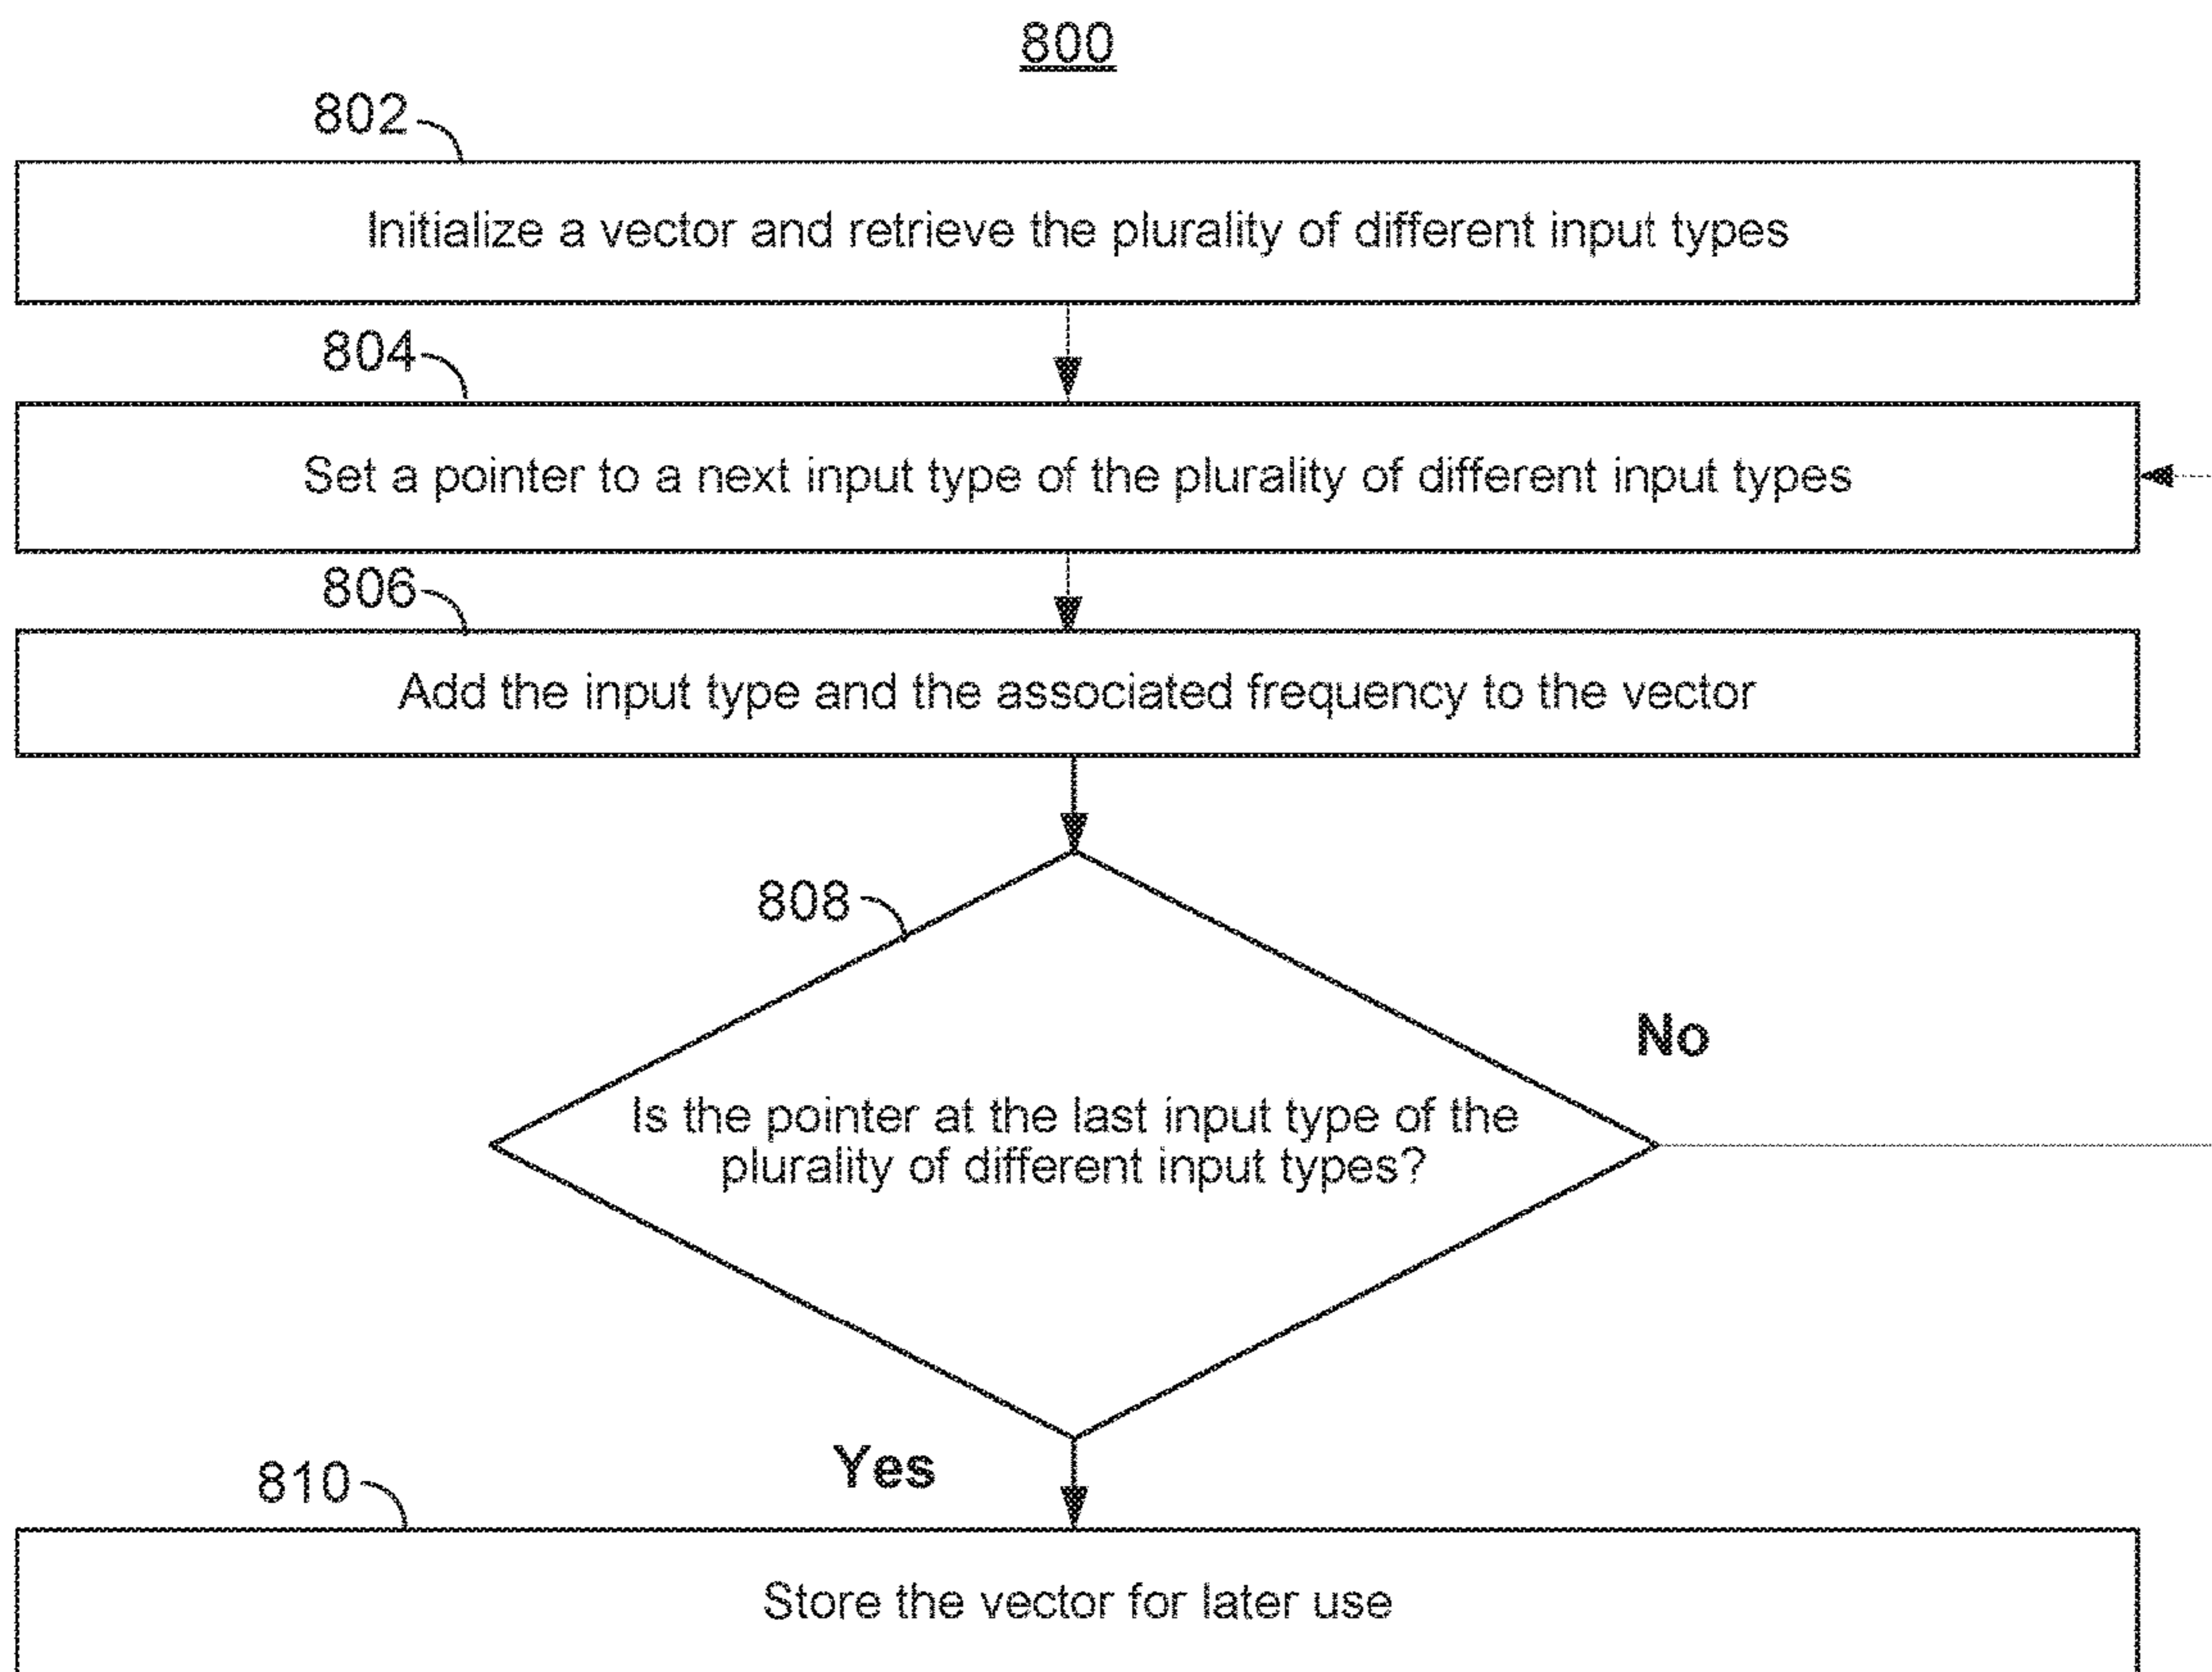 800
802
Initialize a vector and retrieve the plurality of different input types
804
Set a pointer to a next input type of the plurality of different input types
806
Add the input type and the associated frequency to the vector
808
Is the pointer at the last input type of the
plurality of different input types?
No
Yes
810
Store the vector for later use